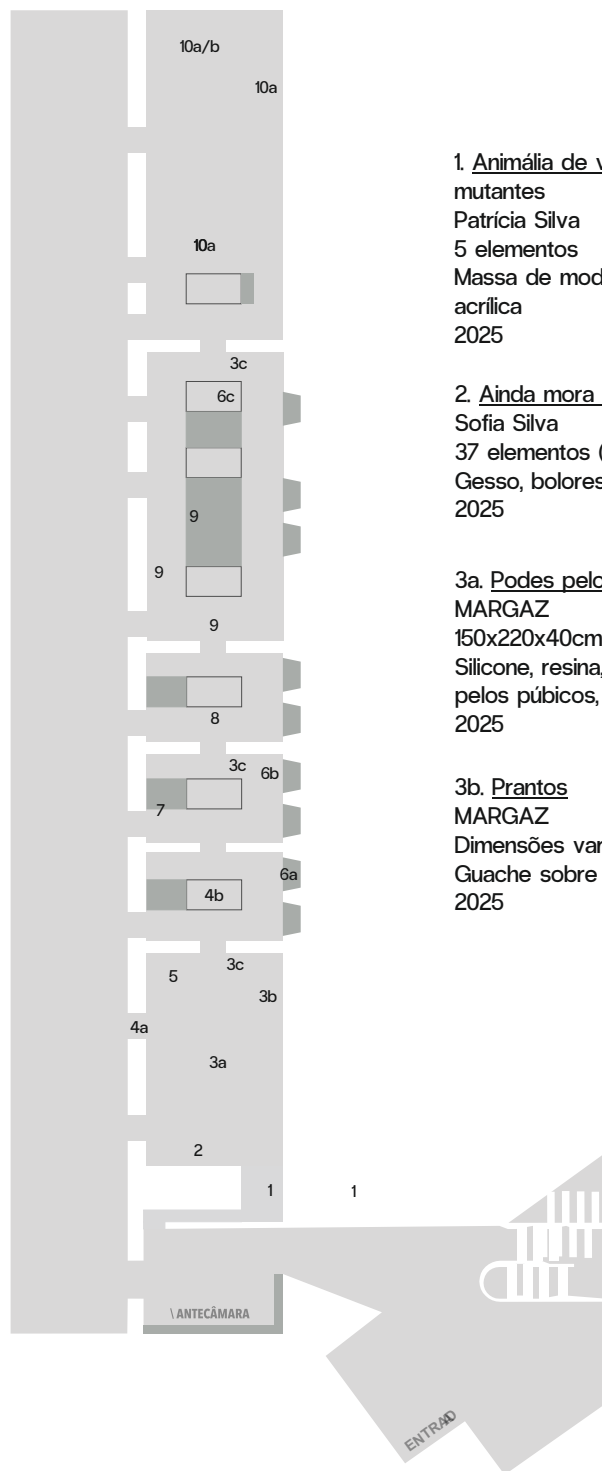 10a/b
10a
10a
3c
6c
9
9
9
8
3c
6b
7
6a
4b
3c
5
3b
4a
3a
2
1
1
\ ANTECÂMARA
ENTRADA
1. Animália de v
mutantes
Patrícia Silva
5 elementos
Massa de mod
acrílica
2025
2. Ainda mora
Sofia Silva
37 elementos (
Gesso, bolores
2025
3a. Podes pelo
MARGAZ
150x220x40cm
Silicone, resina,
pelos púbicos,
2025
3b. Prantos
MARGAZ
Dimensões var
Guache sobre
2025